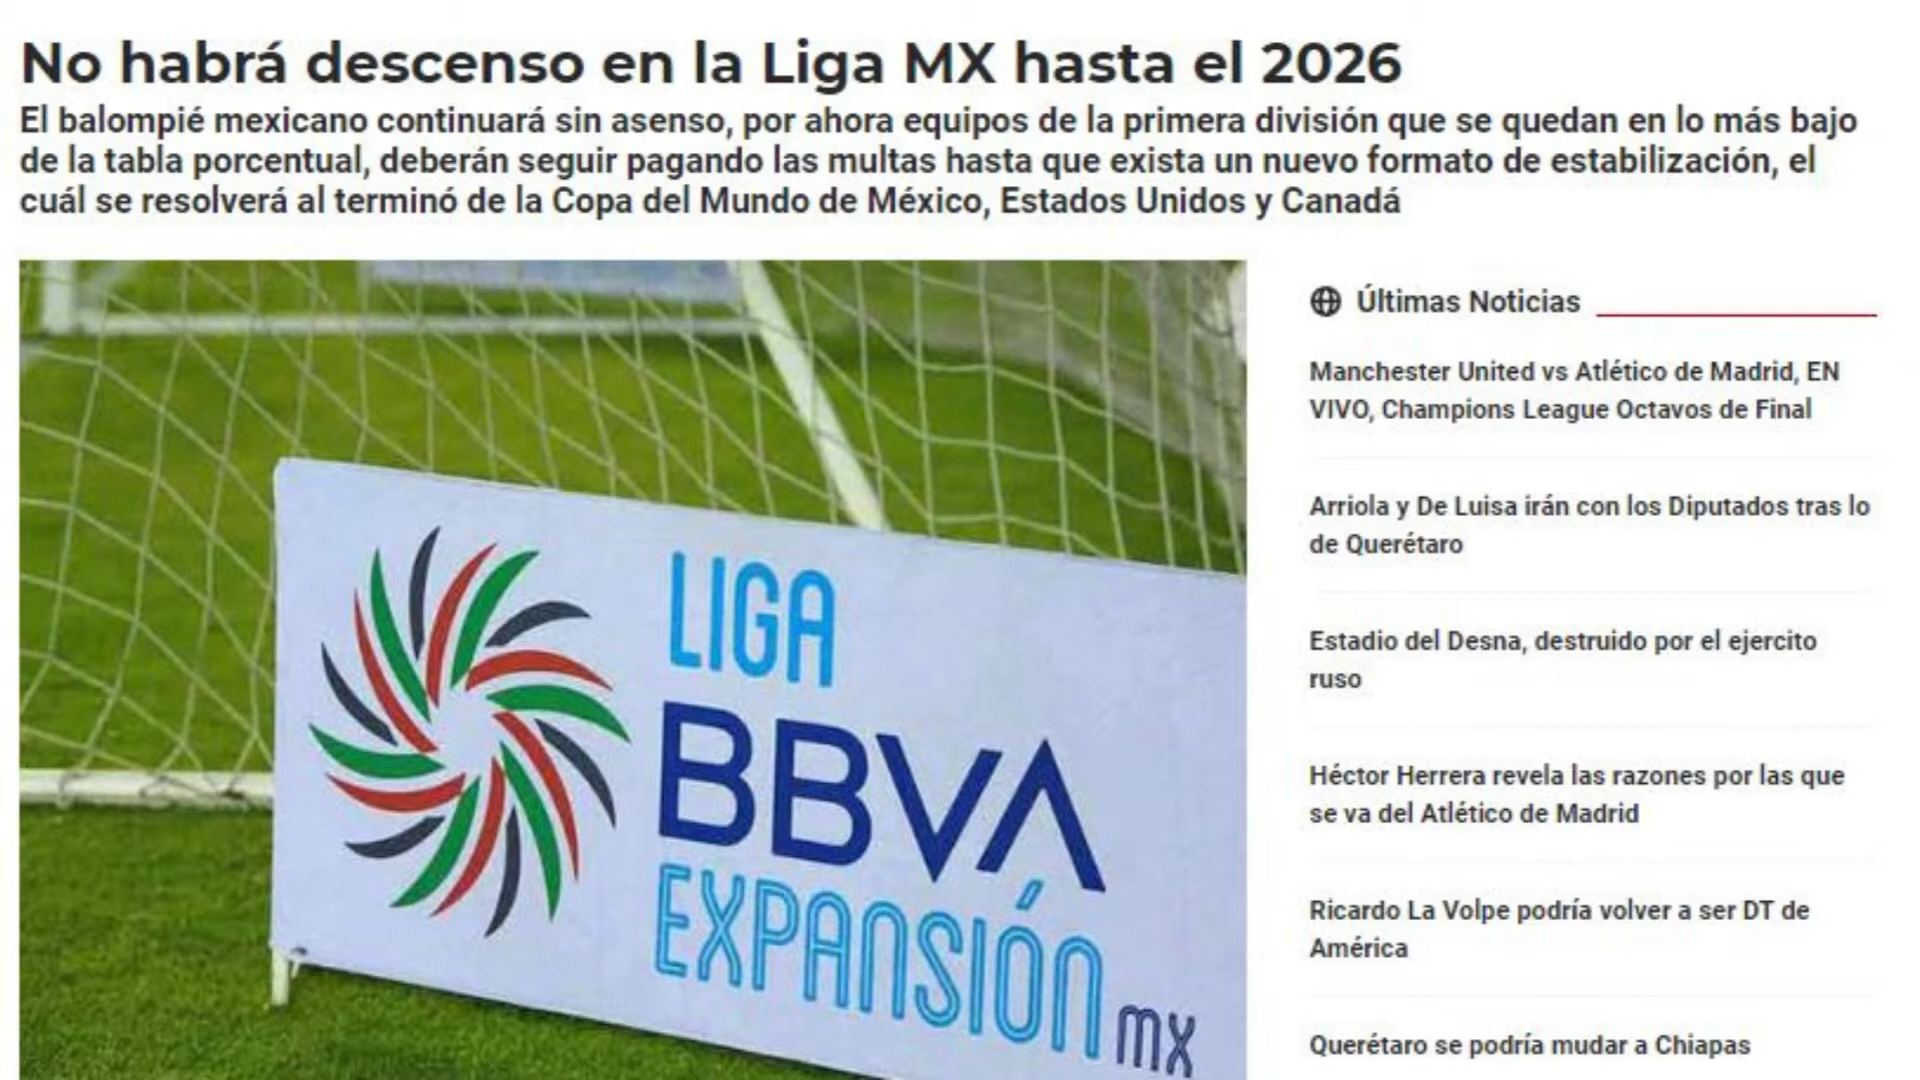 No habrá descenso en la Liga MX hasta el 2026
El balompié mexicano continuará sin asenso, por ahora equipos de la primera división que se quedan en lo más bajo
de la tabla porcentual, deberán seguir pagando las multas hasta que exista un nuevo formato de estabilización, el
cuál se resolverá al terminó de la Copa del Mundo de México, Estados Unidos y Canadá
LIGA
BBVA
EXPANSIÓN MX
Últimas Noticias
Manchester United vs Atlético de Madrid, EN
VIVO, Champions League Octavos de Final
Arriola y De Luisa irán con los Diputados tras lo
de Querétaro
Estadio del Desna, destruido por el ejercito
ruso
Héctor Herrera revela las razones por las que
se va del Atlético de Madrid
Ricardo La Volpe podría volver a ser DT de
América
Querétaro se podría mudar a Chiapas